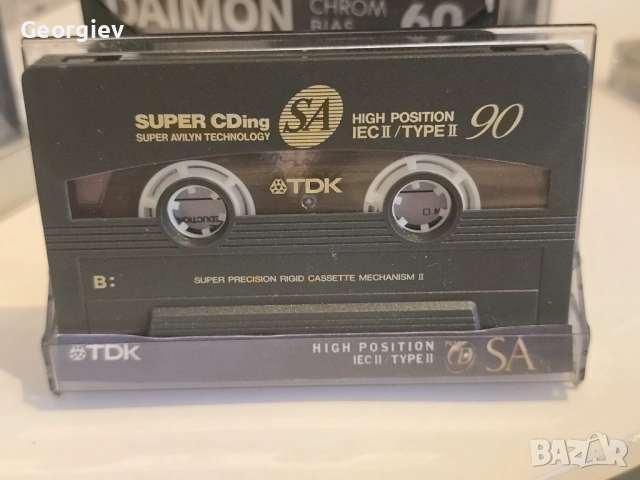 Georgiev
DAIMON
CHROM
BIAS
60
SUPER CDing
SUPER AVILYN TECHNOLOGY
SA
HIGH POSITION
IEC II / TYPE II
90
TDK
B:
SUPER PRECISION RIGID CASSETTE MECHANISM II
TDK
HIGH POSITION
IEC II / TYPE II
SA
BAZAR